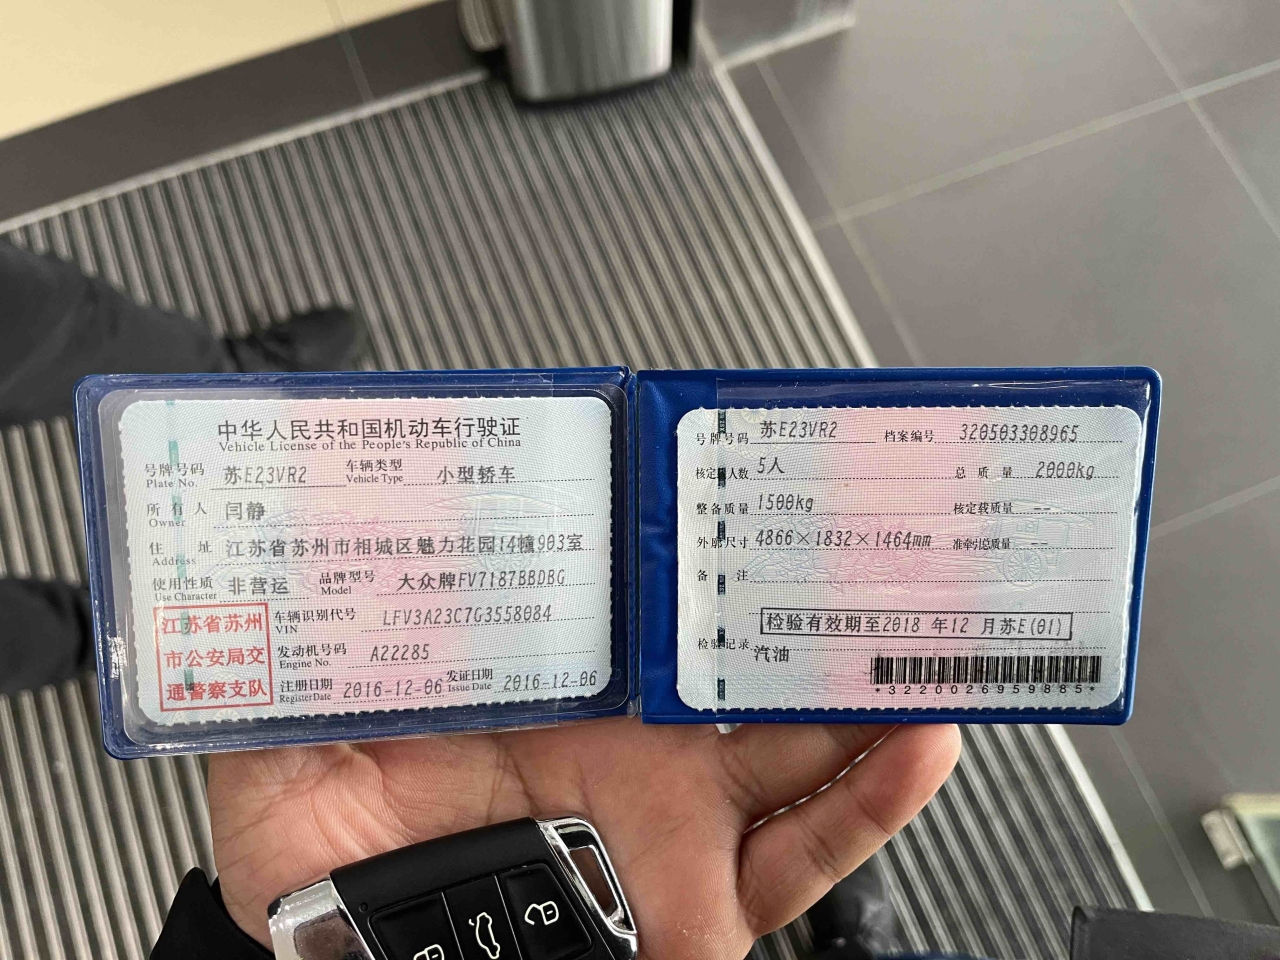 中华人民共和国机动车行驶证
Vehicle License of the People's Republic of China
号牌号码 苏E23VR2 车辆类型 小型轿车
Plate No. Vehicle Type
所有人 闫静
Owner
住址 江苏省苏州市相城区魅力花园14幢903室
Address
使用性质 非营运 品牌型号 大众牌FV7187BBDBG
Use Character Model
江苏省苏州
市公安局交
通警察支队
车辆识别代号 LFV3A23C7G3558084
VIN
发动机号码 A22285
Engine No.
注册日期 2016-12-06 发证日期 2016-12-06
Register Date Issue Date
号牌号码 苏E23VR2 档案编号 320503308965
核定载人数 5人 总质量 2000kg
整备质量 1500kg 核定载质量 --
外廓尺寸 4866×1832×1464mm 准牵引总质量 --
备注
检验有效期至2018 年12 月苏E(01)
检验记录
汽油
*3220026959885*